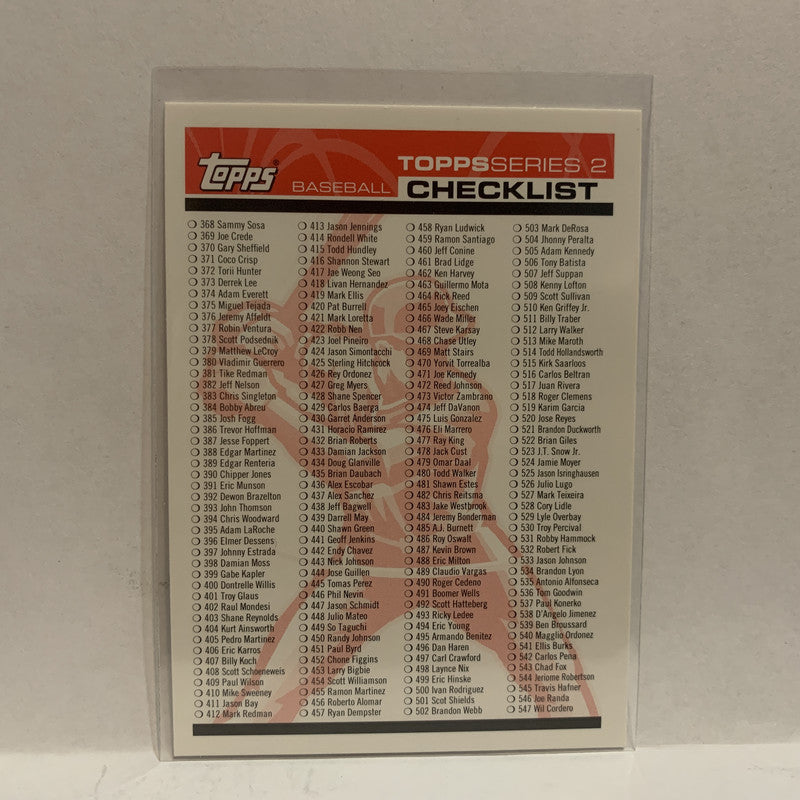 Topps®
TOPPSSERIES 2
BASEBALL CHECKLIST
368 Sammy Sosa
369 Joe Crede
370 Gary Sheffield
371 Coco Crisp
372 Torii Hunter
373 Derrek Lee
374 Adam Everett
375 Miguel Tejada
376 Jeremy Affeldt
377 Robin Ventura
378 Scott Podsednik
379 Matthew LeCroy
380 Vladimir Guerrero
381 Tike Redman
382 Jeff Nelson
383 Chris Singleton
384 Bobby Abreu
385 Josh Fogg
386 Trevor Hoffman
387 Jesse Foppert
388 Edgar Martinez
389 Edgar Renteria
390 Chipper Jones
391 Eric Munson
392 Dewon Brazelton
393 John Thomson
394 Chris Woodward
395 Adam LaRoche
396 Elmer Dessens
397 Johnny Estrada
398 Damian Moss
399 Gabe Kapler
400 Dontrelle Willis
401 Troy Glaus
402 Raul Mondesi
403 Shane Reynolds
404 Kurt Ainsworth
405 Pedro Martinez
406 Eric Karros
407 Billy Koch
408 Scott Schoeneweis
409 Paul Wilson
410 Mike Sweeney
411 Jason Bay
412 Mark Redman
413 Jason Jennings
414 Rondell White
415 Todd Hundley
416 Shannon Stewart
417 Jae Weong Seo
418 Livan Hernandez
419 Mark Ellis
420 Pat Burrell
421 Mark Loretta
422 Robb Nen
423 Joel Pineiro
424 Jason Simontacchi
425 Sterling Hitchcock
426 Rey Ordonez
427 Greg Myers
428 Shane Spencer
429 Carlos Baerga
430 Garret Anderson
431 Horacio Ramirez
432 Brian Roberts
433 Damian Jackson
434 Doug Glanville
435 Brian Daubach
436 Alex Escobar
437 Alex Sanchez
438 Jeff Bagwell
439 Darrell May
440 Shawn Green
441 Geoff Jenkins
442 Endy Chavez
443 Nick Johnson
444 Jose Guillen
445 Tomas Perez
446 Phil Nevin
447 Jason Schmidt
448 Julio Mateo
449 So Taguchi
450 Randy Johnson
451 Paul Byrd
452 Chone Figgins
453 Larry Bigbie
454 Scott Williamson
455 Ramon Martinez
456 Roberto Alomar
457 Ryan Dempster
458 Ryan Ludwick
459 Ramon Santiago
460 Jeff Conine
461 Brad Lidge
462 Ken Harvey
463 Guillermo Mota
464 Rick Reed
465 Joey Eischen
466 Wade Miller
467 Steve Karsay
468 Chase Utley
469 Matt Stairs
470 Yorvit Torrealba
471 Joe Kennedy
472 Reed Johnson
473 Victor Zambrano
474 Jeff DaVanon
475 Luis Gonzalez
476 Eli Marrero
477 Ray King
478 Jack Cust
479 Omar Daal
480 Todd Walker
481 Shawn Estes
482 Chris Reitsma
483 Jake Westbrook
484 Jeremy Bonderman
485 A.J. Burnett
486 Roy Oswalt
487 Kevin Brown
488 Eric Milton
489 Claudio Vargas
490 Roger Cedeno
491 Boomer Wells
492 Scott Hatteberg
493 Ricky Ledee
494 Eric Young
495 Armando Benitez
496 Dan Haren
497 Carl Crawford
498 Laynce Nix
499 Eric Hinske
500 Ivan Rodriguez
501 Scot Shields
502 Brandon Webb
503 Mark DeRosa
504 Jhonny Peralta
505 Adam Kennedy
506 Tony Batista
507 Jeff Suppan
508 Kenny Lofton
509 Scott Sullivan
510 Ken Griffey Jr.
511 Billy Traber
512 Larry Walker
513 Mike Maroth
514 Todd Hollandsworth
515 Kirk Saarloos
516 Carlos Beltran
517 Juan Rivera
518 Roger Clemens
519 Karim Garcia
520 Jose Reyes
521 Brandon Duckworth
522 Brian Giles
523 J.T. Snow Jr.
524 Jamie Moyer
525 Jason Isringhausen
526 Julio Lugo
527 Mark Teixeira
528 Cory Lidle
529 Lyle Overbay
530 Troy Percival
531 Robby Hammock
532 Robert Fick
533 Jason Johnson
534 Brandon Lyon
535 Antonio Alfonseca
536 Tom Goodwin
537 Paul Konerko
538 D'Angelo Jimenez
539 Ben Broussard
540 Magglio Ordonez
541 Ellis Burks
542 Carlos Pena
543 Chad Fox
544 Jeriome Robertson
545 Travis Hafner
546 Joe Randa
547 Wil Cordero